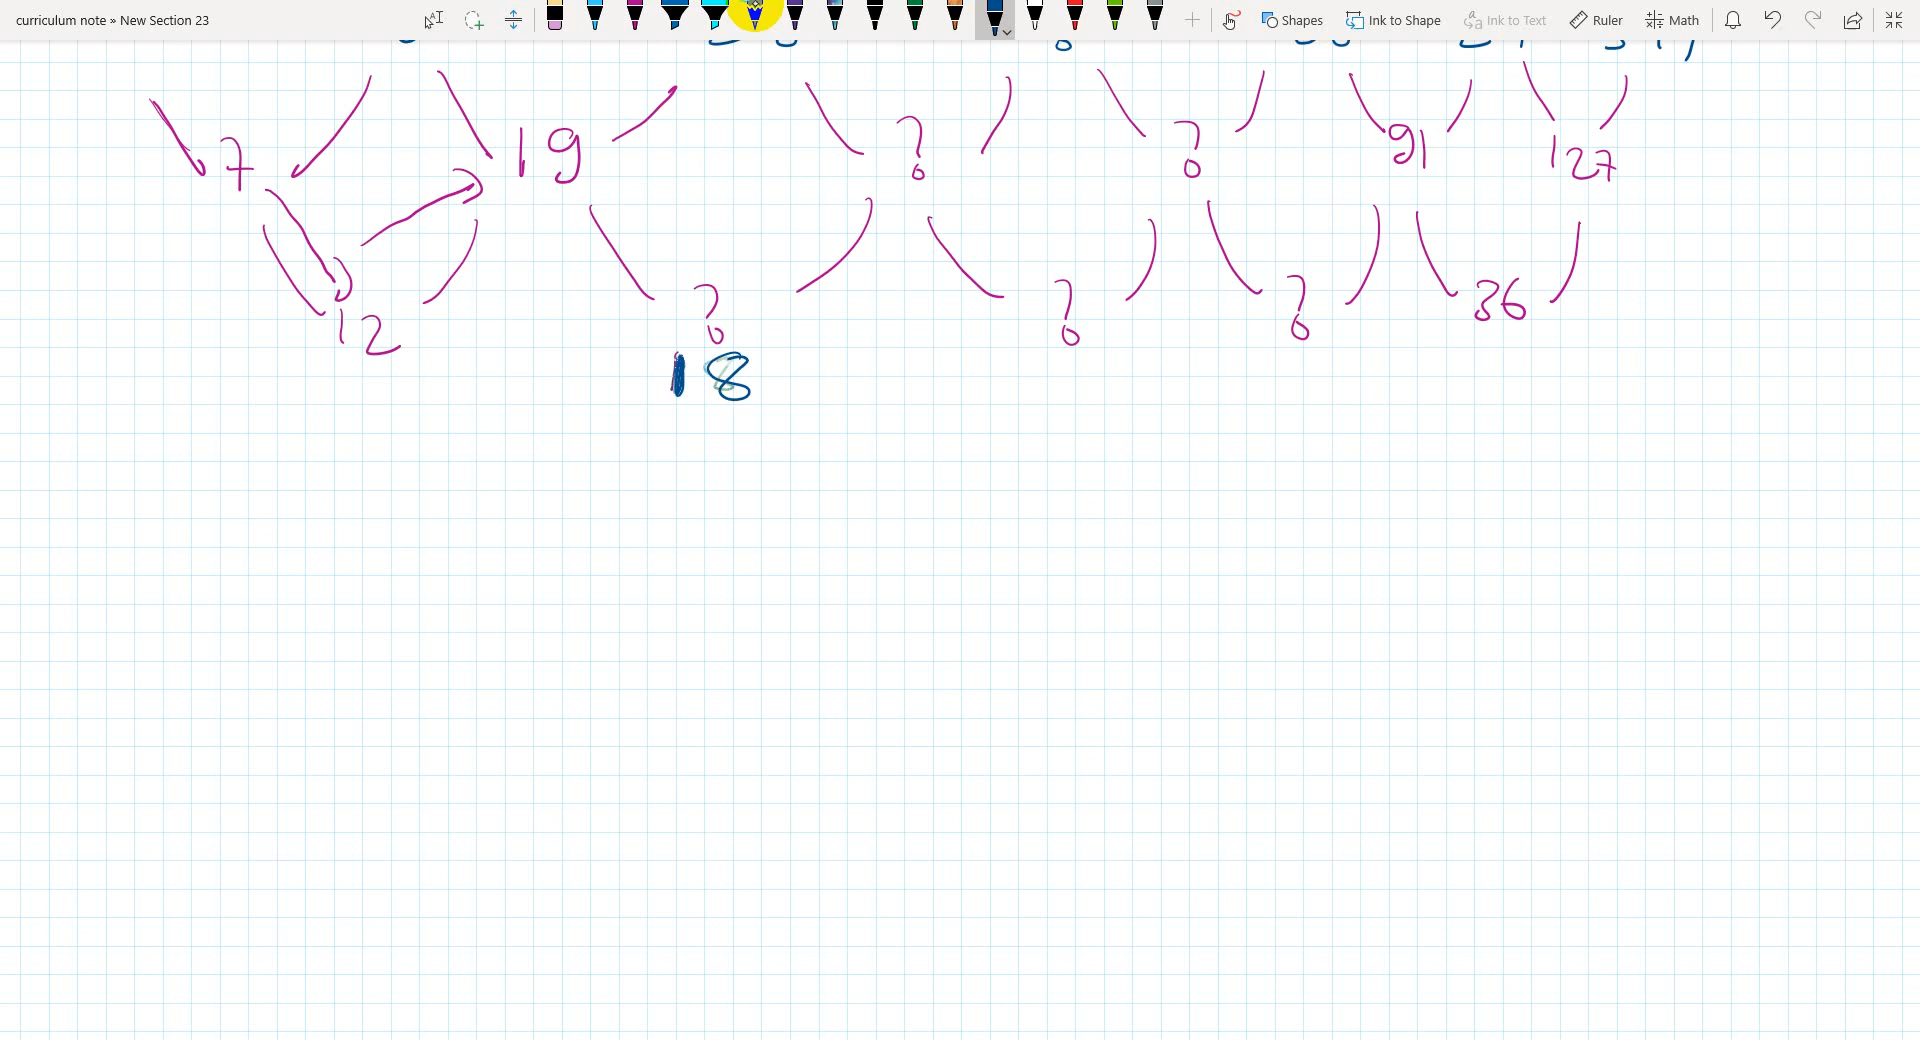 curriculum note » New Section 23
Shapes Ink to Shape Ink to Text Ruler Math
7 19 ? ? 91 127
12 ? ? ? 36
18